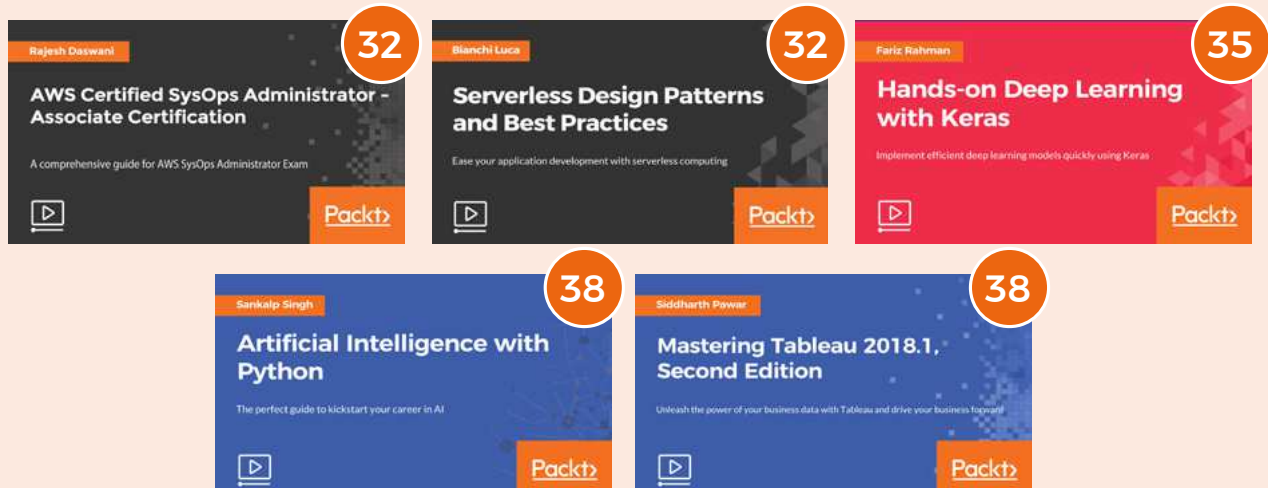 Rajesh Daswani
32
AWS Certified SysOps Administrator -
Associate Certification
A comprehensive guide for AWS SysOps Administrator Exam
Packt>
Bianchi Luca
32
Serverless Design Patterns
and Best Practices
Ease your application development with serverless computing
Packt>
Fariz Rahman
35
Hands-on Deep Learning
with Keras
Implement efficient deep learning models quickly using Keras
Packt>
Sankalp Singh
38
Artificial Intelligence with
Python
The perfect guide to kickstart your career in AI
Packt>
Siddharth Pawar
38
Mastering Tableau 2018.1,
Second Edition
Unleash the power of your business data with Tableau and drive your business forward
Packt>